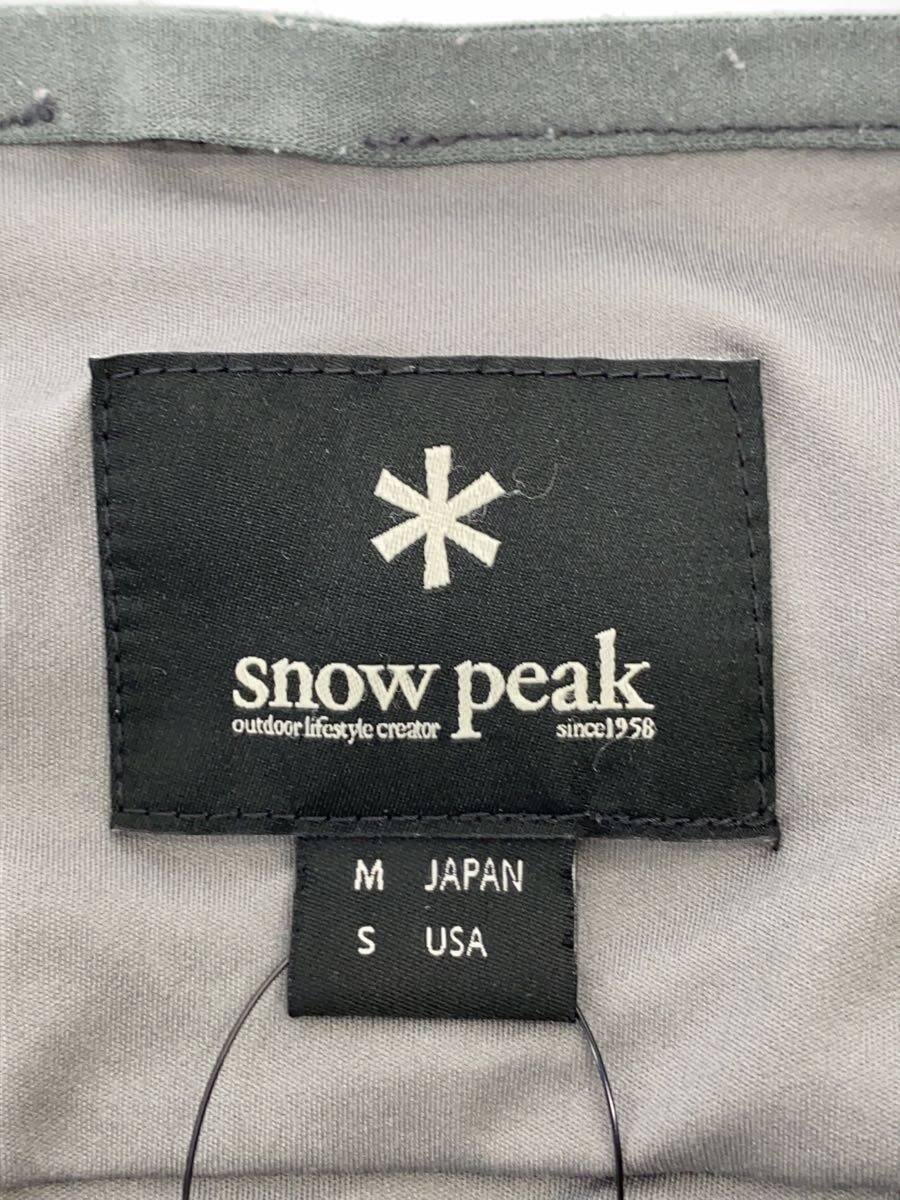 snow peak
outdoor lifestyle creator since1958
M JAPAN
S USA